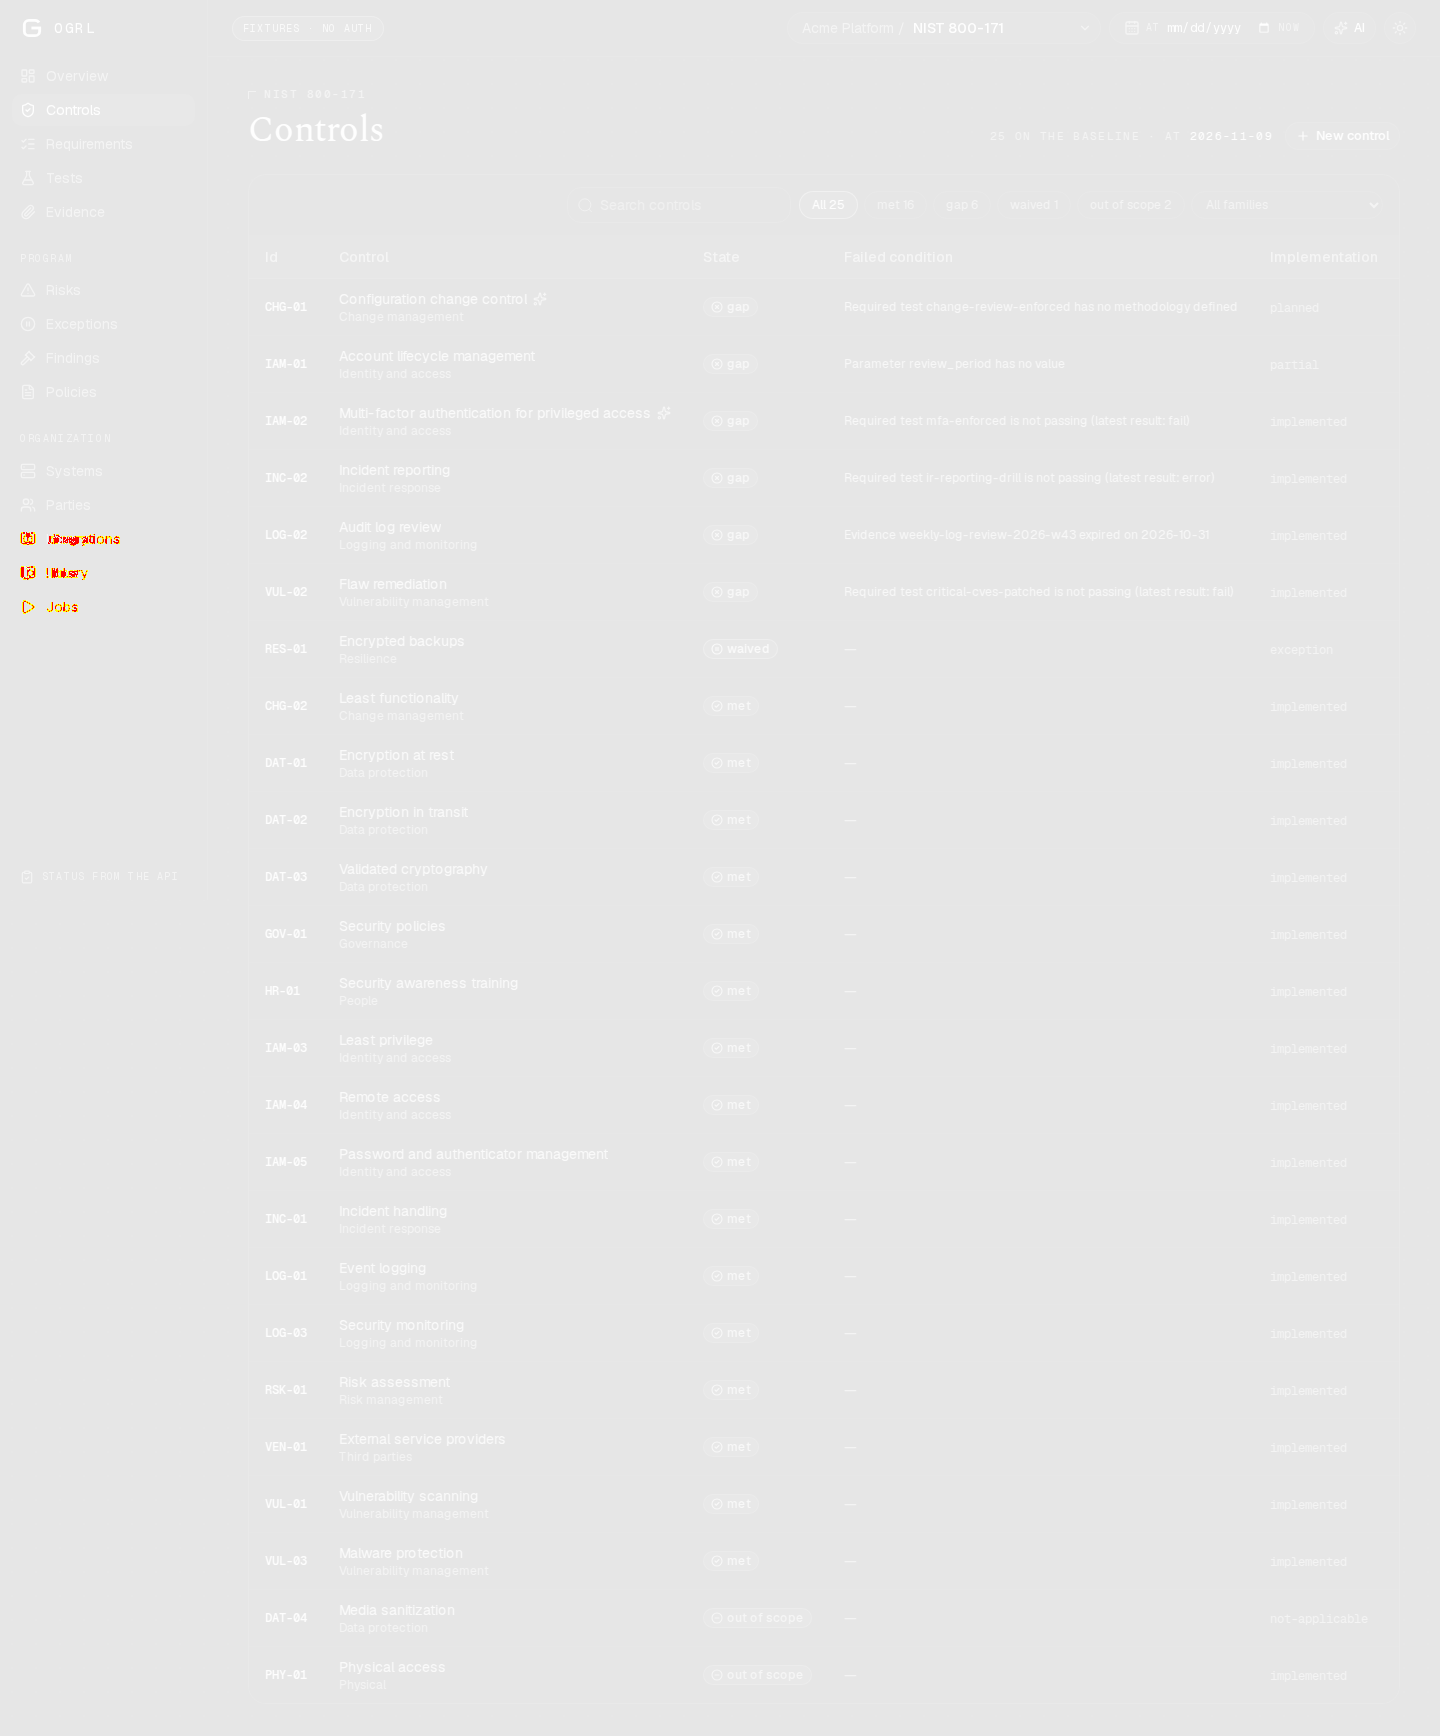 OGRL
FIXTURES NO AUTH
Acme Platform / NIST 800-171
AT mm/dd/yyyy NOW
AI
Overview
Controls
Requirements
Tests
Evidence
PROGRAM
Risks
Exceptions
Findings
Policies
ORGANIZATION
Systems
Parties
Jobs
STATUS FROM THE API
NIST 800-171
Controls
25 ON THE BASELINE · AT 2026-11-09
New control
Search controls
All 25 met 16 gap 6 waived 1 out of scope 2 All families
Id Control State Failed condition Implementation
CHG-01 Configuration change control gap Required test change-review-enforced has no methodology defined planned
Change management
IAM-01 Account lifecycle management gap Parameter review_period has no value partial
Identity and access
IAM-02 Multi-factor authentication for privileged access gap Required test mfa-enforced is not passing (latest result: fail) implemented
Identity and access
INC-02 Incident reporting gap Required test ir-reporting-drill is not passing (latest result: error) implemented
Incident response
LOG-02 Audit log review gap Evidence weekly-log-review-2026-w43 expired on 2026-10-31 implemented
Logging and monitoring
VUL-02 Flaw remediation gap Required test critical-cves-patched is not passing (latest result: fail) implemented
Vulnerability management
RES-01 Encrypted backups waived — exception
Resilience
CHG-02 Least functionality met — implemented
Change management
DAT-01 Encryption at rest met — implemented
Data protection
DAT-02 Encryption in transit met — implemented
Data protection
DAT-03 Validated cryptography met — implemented
Data protection
GOV-01 Security policies met — implemented
Governance
HR-01 Security awareness training met — implemented
People
IAM-03 Least privilege met — implemented
Identity and access
IAM-04 Remote access met — implemented
Identity and access
IAM-05 Password and authenticator management met — implemented
Identity and access
INC-01 Incident handling met — implemented
Incident response
LOG-01 Event logging met — implemented
Logging and monitoring
LOG-03 Security monitoring met — implemented
Logging and monitoring
RSK-01 Risk assessment met — implemented
Risk management
VEN-01 External service providers met — implemented
Third parties
VUL-01 Vulnerability scanning met — implemented
Vulnerability management
VUL-03 Malware protection met — implemented
Vulnerability management
DAT-04 Media sanitization out of scope — not-applicable
Data protection
PHY-01 Physical access out of scope — implemented
Physical